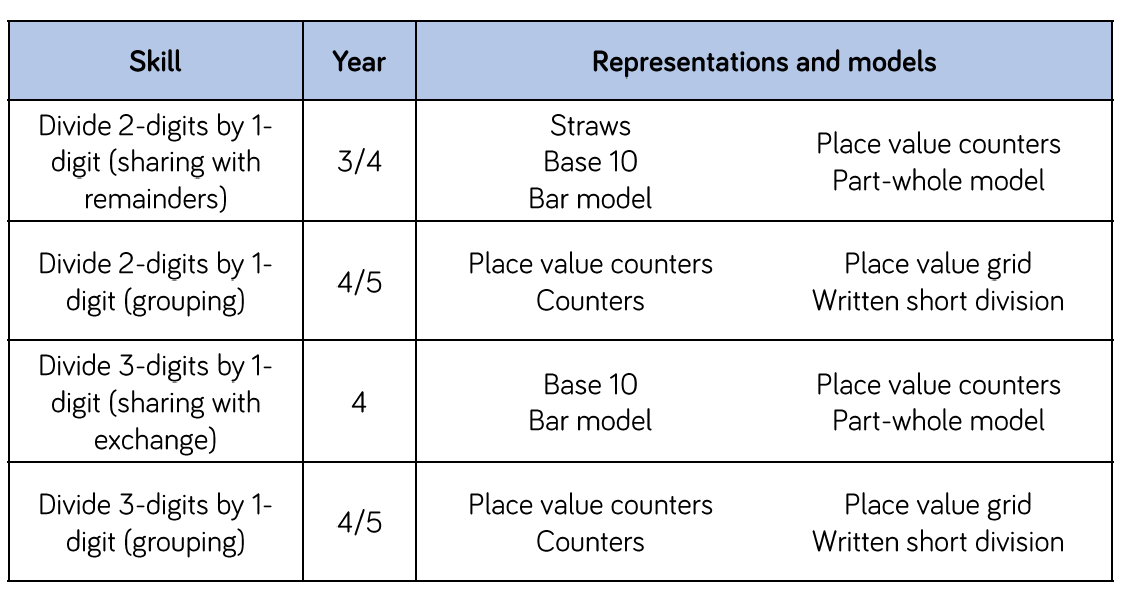 Skill
Year
Representations and models
Divide 2-digits by 1-
digit (sharing with
remainders)
3/4
Straws
Base 10
Bar model
Place value counters
Part-whole model
Divide 2-digits by 1-
digit (grouping)
4/5
Place value counters
Counters
Place value grid
Written short division
Divide 3-digits by 1-
digit (sharing with
exchange)
4
Base 10
Bar model
Place value counters
Part-whole model
Divide 3-digits by 1-
digit (grouping)
4/5
Place value counters
Counters
Place value grid
Written short division